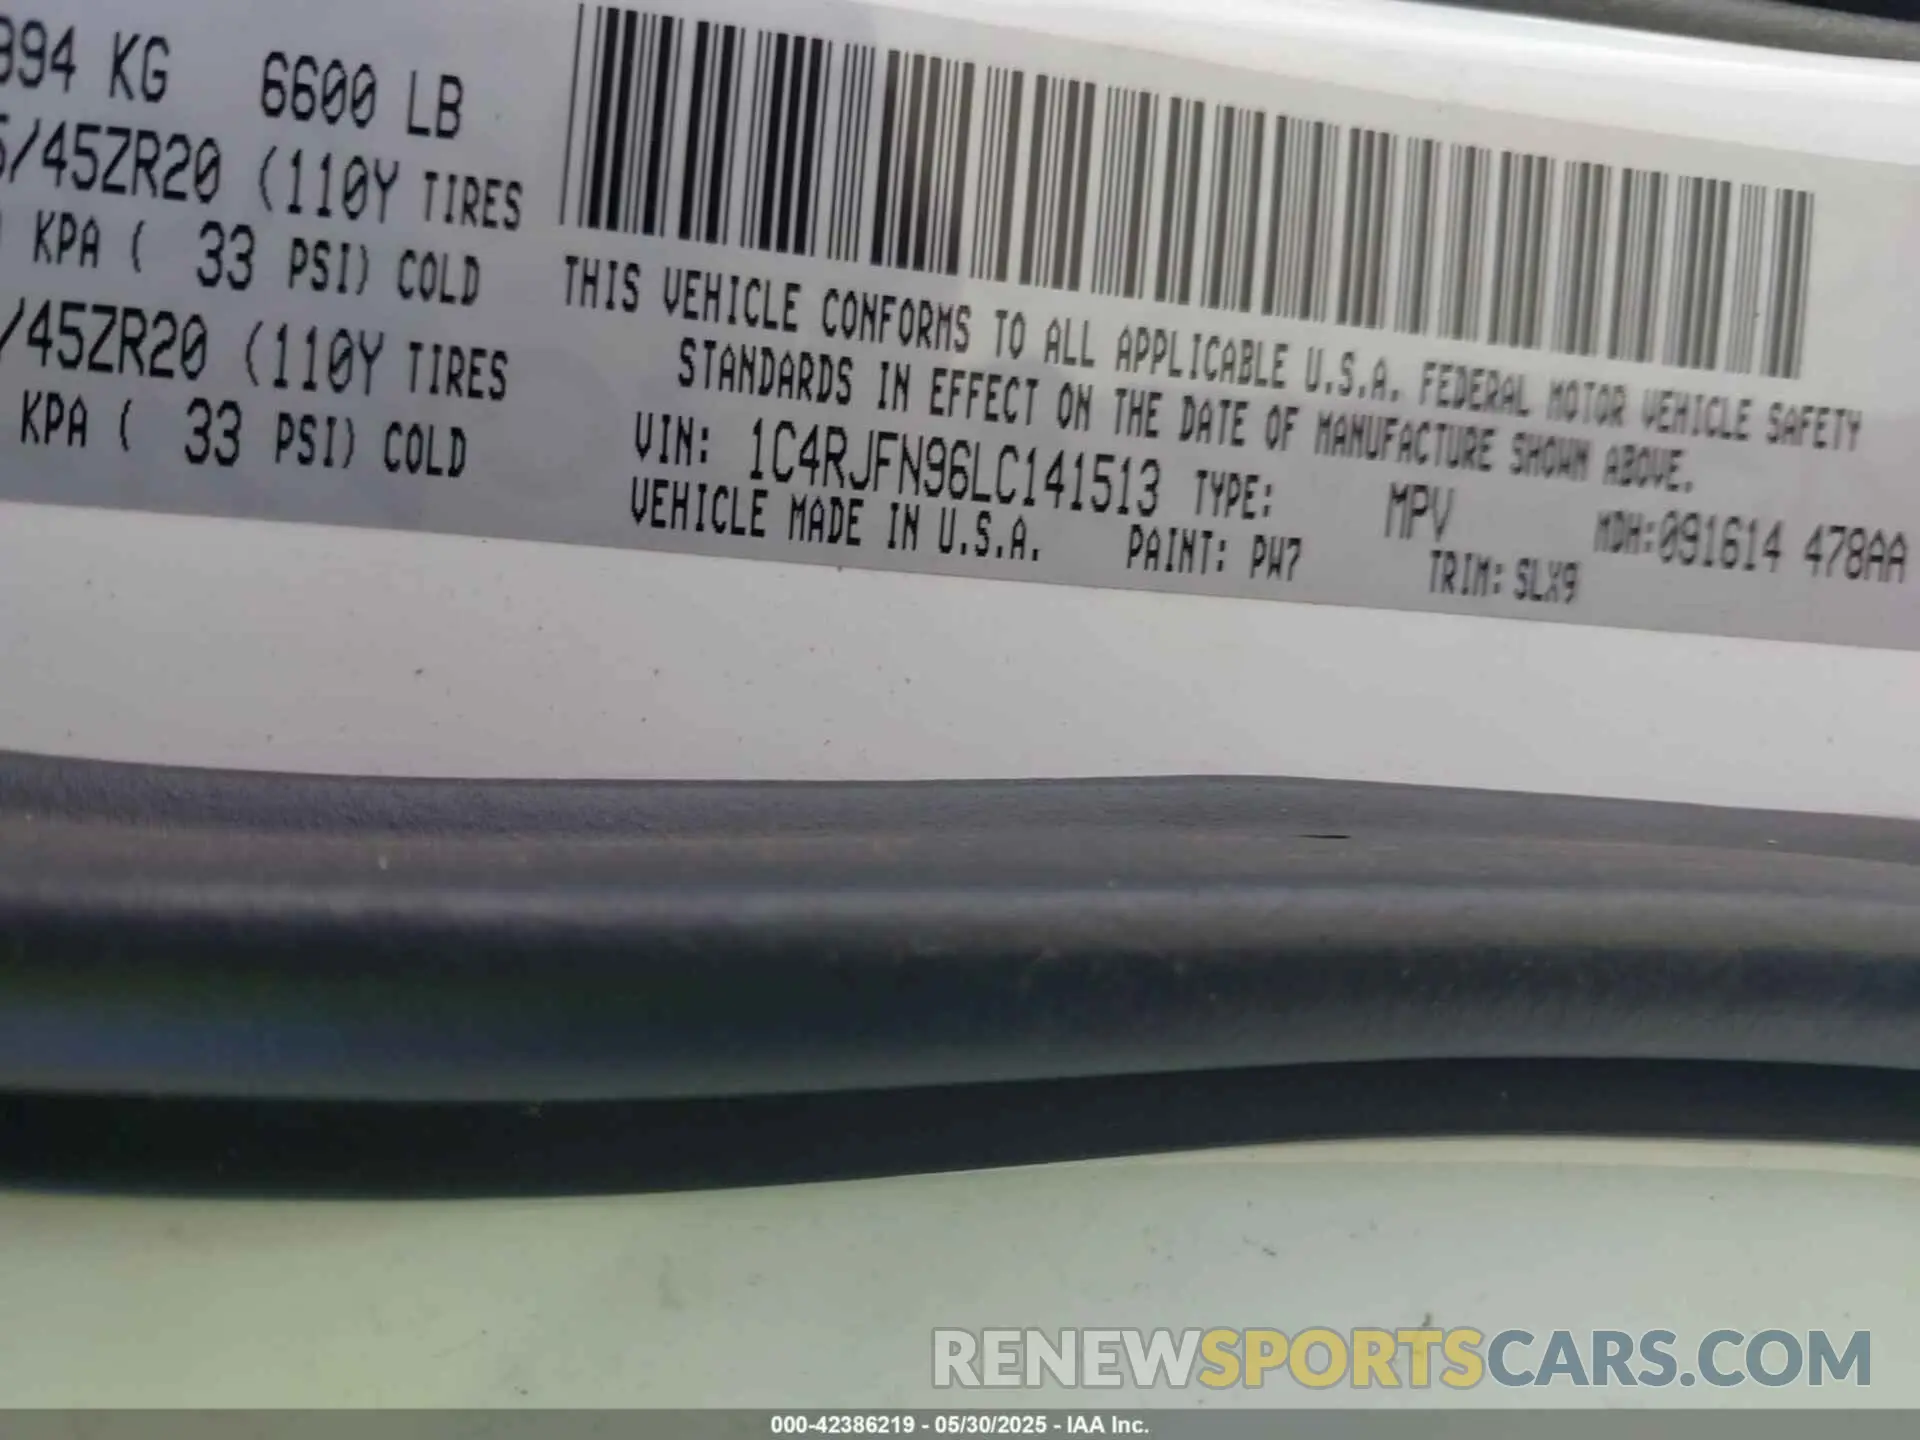 994 KG 6600 LB
5/45ZR20 (110Y TIRES
KPA ( 33 PSI) COLD
/45ZR20 (110Y TIRES
KPA ( 33 PSI) COLD
THIS VEHICLE CONFORMS TO ALL APPLICABLE U.S.A. FEDERAL MOTOR VEHICLE SAFETY
STANDARDS IN EFFECT ON THE DATE OF MANUFACTURE SHOWN ABOVE.
VIN: 1C4RJFN96LC141513 TYPE: MPV MDH:091614 478AA
VEHICLE MADE IN U.S.A. PAINT: PW7 TRIM: SLX9
RENEWSPORTSCARS.COM
000-42386219 - 05/30/2025 - IAA Inc.